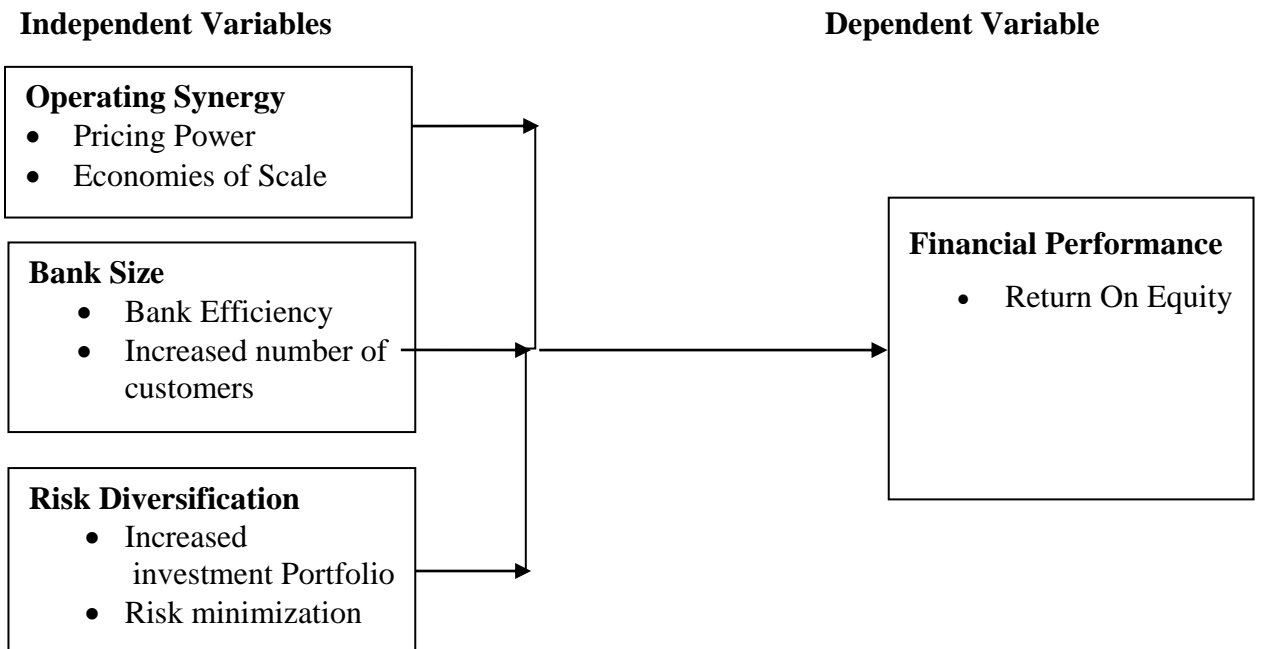 Independent Variables
Dependent Variable
Operating Synergy
• Pricing Power
• Economies of Scale
Bank Size
• Bank Efficiency
• Increased number of
customers
Risk Diversification
• Increased
investment Portfolio
• Risk minimization
Financial Performance
• Return On Equity